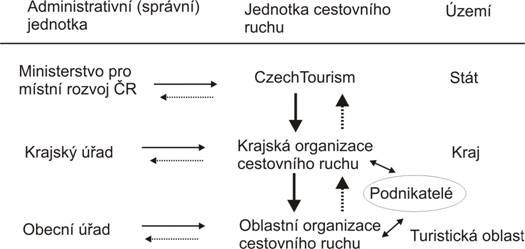 Administrativní (správní) jednotka
Jednotka cestovního ruchu
Území
Ministerstvo pro místní rozvoj ČR
CzechTourism
Stát
Krajský úřad
Krajská organizace cestovního ruchu
Kraj
Podnikatelé
Obecní úřad
Oblastní organizace cestovního ruchu
Turistická oblast